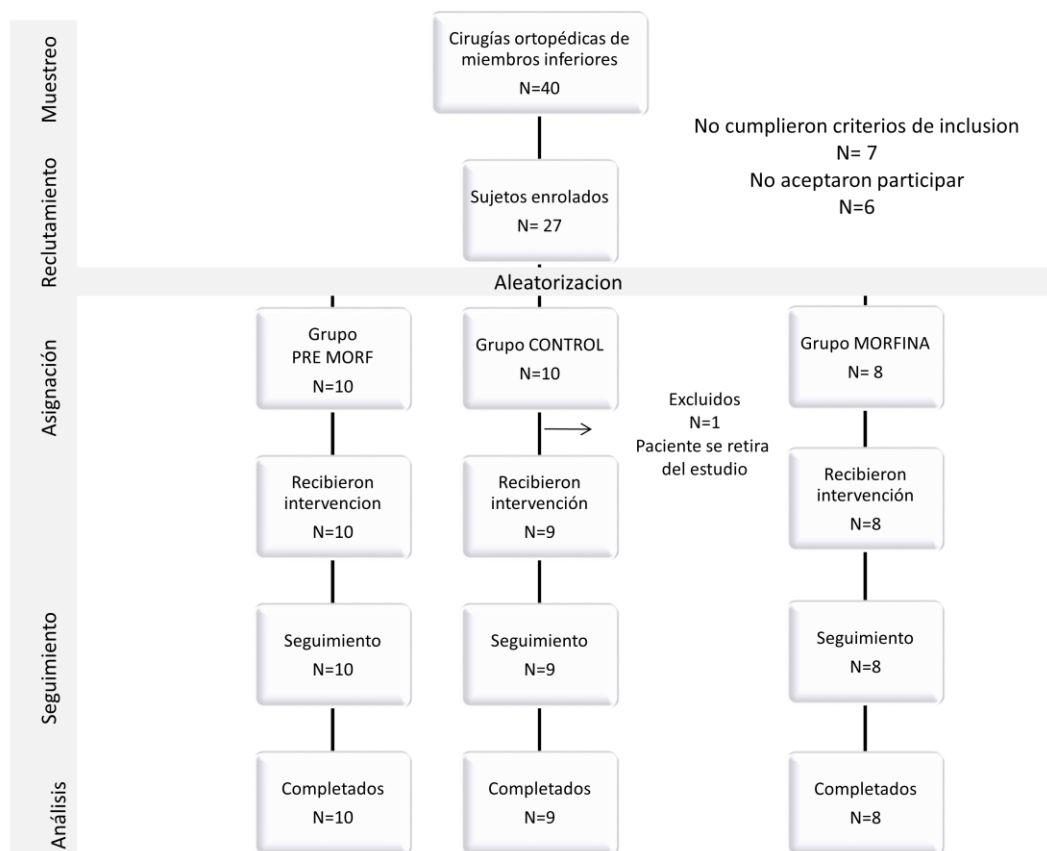 Muestreo
Cirugías ortopédicas de
miembros inferiores
N=40
No cumplieron criterios de inclusion
N= 7
No aceptaron participar
N=6
Reclutamiento
Sujetos enrolados
N= 27
Aleatorizacion
Asignación
Grupo
PRE MORF
N=10
Grupo CONTROL
N=10
Grupo MORFINA
N= 8
Excluidos
N=1
Paciente se retira
del estudio
Recibieron
intervencion
N=10
Recibieron
intervención
N=9
Recibieron
intervención
N=8
Seguimiento
Seguimiento
N=10
Seguimiento
N=9
Seguimiento
N=8
Análisis
Completados
N=10
Completados
N=9
Completados
N=8